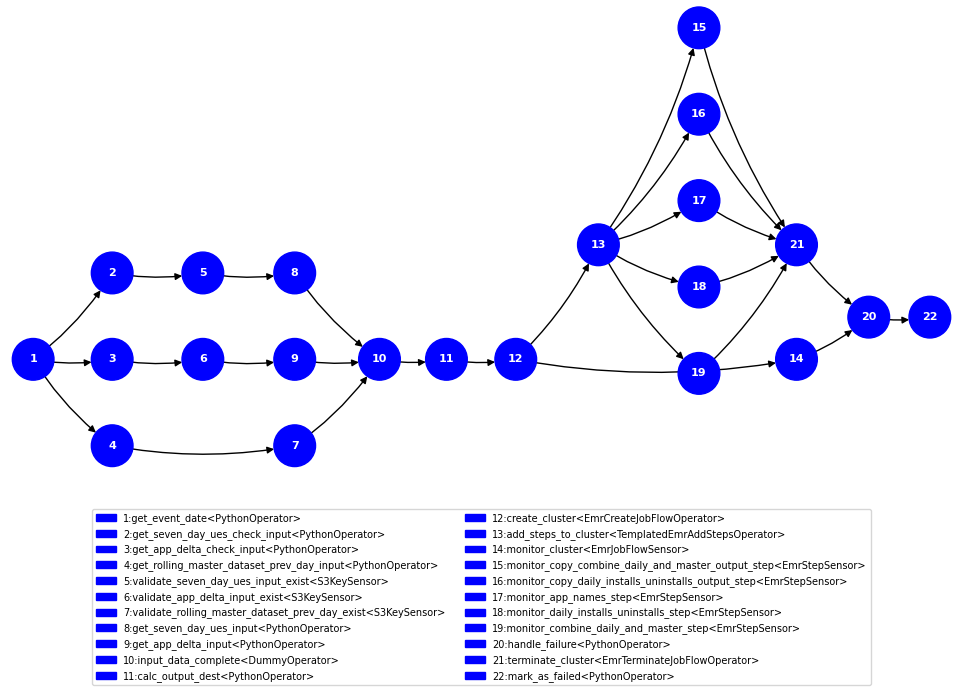 15
16
17
13
21
18
2
5
8
20
22
1
3
6
9
10
11
12
19
14
4
7
1:get_event_date<PythonOperator>
2:get_seven_day_ues_check_input<PythonOperator>
3:get_app_delta_check_input<PythonOperator>
4:get_rolling_master_dataset_prev_day_input<PythonOperator>
5:validate_seven_day_ues_input_exist<S3KeySensor>
6:validate_app_delta_input_exist<S3KeySensor>
7:validate_rolling_master_dataset_prev_day_exist<S3KeySensor>
8:get_seven_day_ues_input<PythonOperator>
9:get_app_delta_input<PythonOperator>
10:input_data_complete<DummyOperator>
11:calc_output_dest<PythonOperator>
12:create_cluster<EmrCreateJobFlowOperator>
13:add_steps_to_cluster<TemplatedEmrAddStepsOperator>
14:monitor_cluster<EmrJobFlowSensor>
15:monitor_copy_combine_daily_and_master_output_step<EmrStepSensor>
16:monitor_copy_daily_installs_uninstalls_output_step<EmrStepSensor>
17:monitor_app_names_step<EmrStepSensor>
18:monitor_daily_installs_uninstalls_step<EmrStepSensor>
19:monitor_combine_daily_and_master_step<EmrStepSensor>
20:handle_failure<PythonOperator>
21:terminate_cluster<EmrTerminateJobFlowOperator>
22:mark_as_failed<PythonOperator>